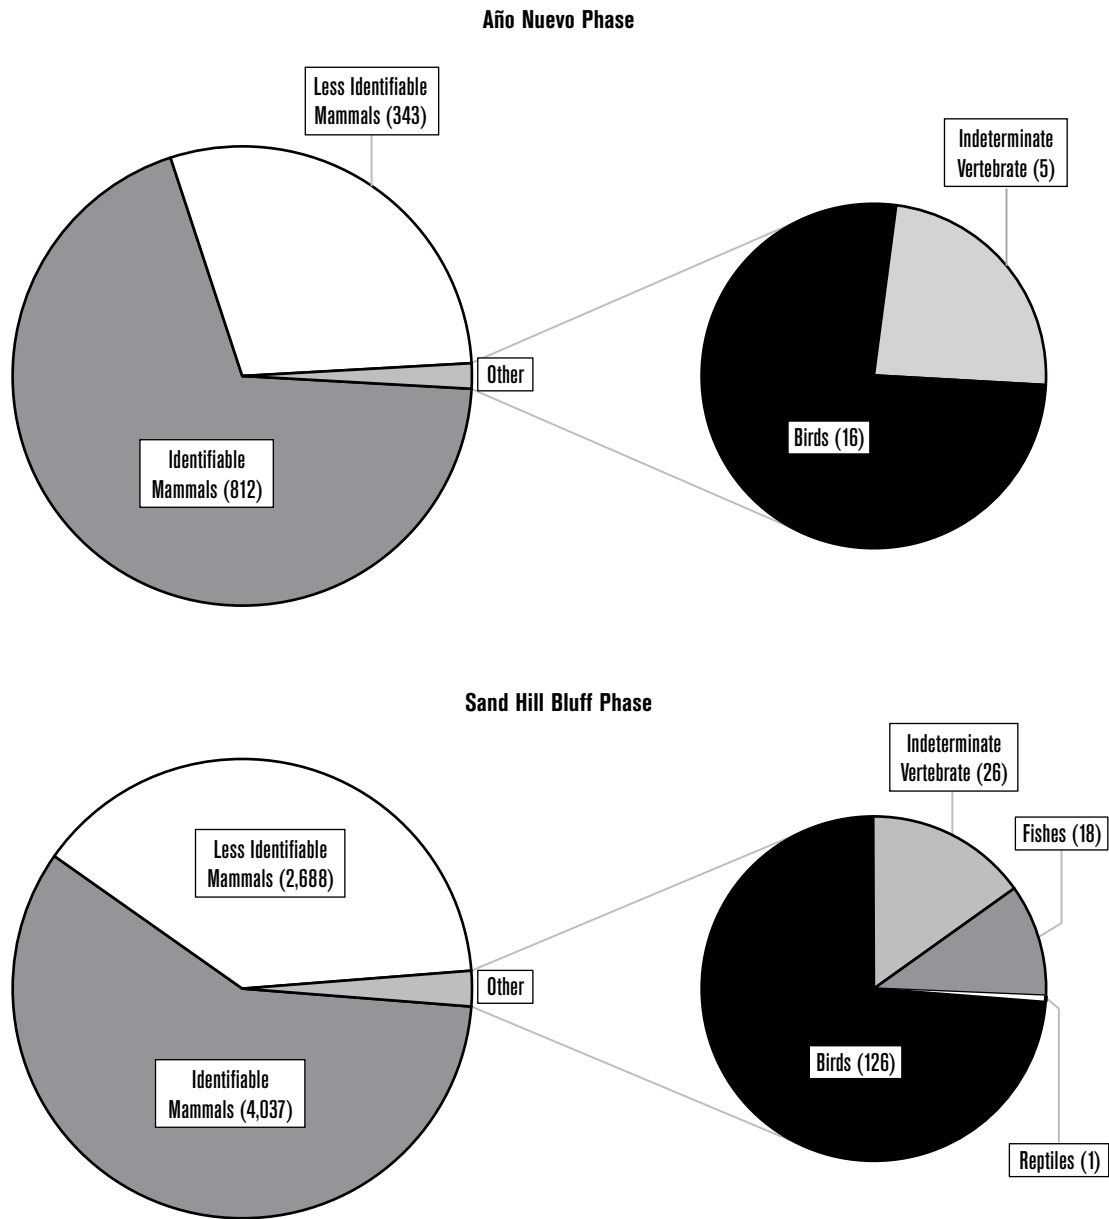 Año Nuevo Phase
Less Identifiable
Mammals (343)
Indeterminate
Vertebrate (5)
Other
Birds (16)
Identifiable
Mammals (812)
Sand Hill Bluff Phase
Indeterminate
Vertebrate (26)
Fishes (18)
Less Identifiable
Mammals (2,688)
Other
Birds (126)
Identifiable
Mammals (4,037)
Reptiles (1)